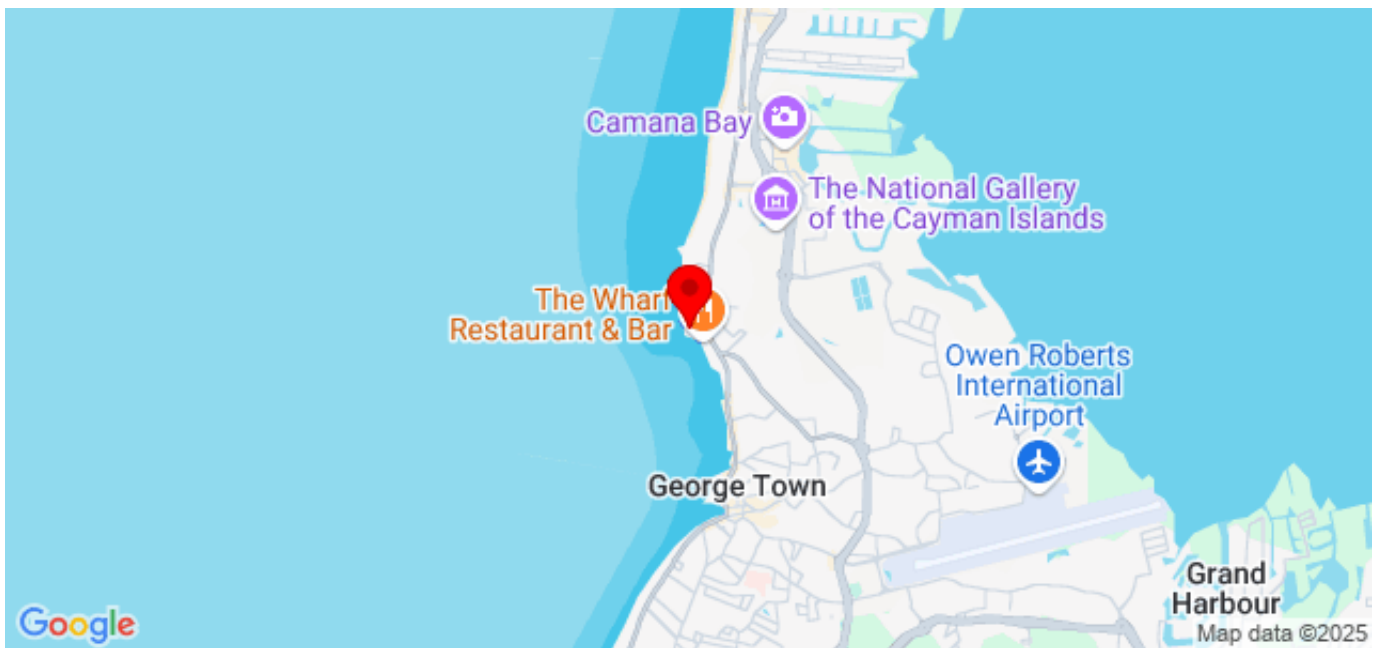 Camana Bay
The National Gallery
of the Cayman Islands
The Wharf
Restaurant & Bar
Owen Roberts
International
Airport
George Town
Grand
Harbour
Google
Map data ©2025